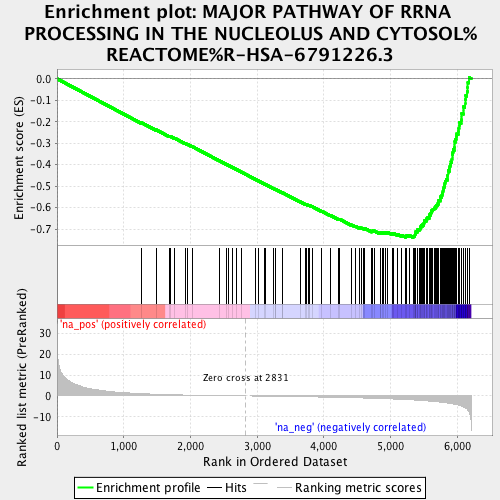 Enrichment plot: MAJOR PATHWAY OF RRNA
PROCESSING IN THE NUCLEOLUS AND CYTOSOL%
REACTOME%R-HSA-6791226.3
Enrichment score (ES)
0.0
-0.1
-0.2
-0.3
-0.4
-0.5
-0.6
-0.7
'na_pos' (positively correlated)
Ranked list metric (PreRanked)
30
20
10
0
-10
Zero cross at 2831
'na_neg' (negatively correlated)
0 1,000 2,000 3,000 4,000 5,000 6,000
Rank in Ordered Dataset
Enrichment profile Hits Ranking metric scores